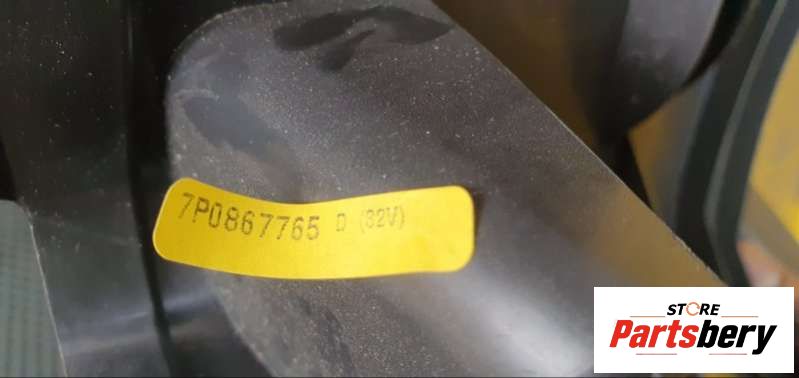 7P0867765 D (32V)
STORE
Partsbery